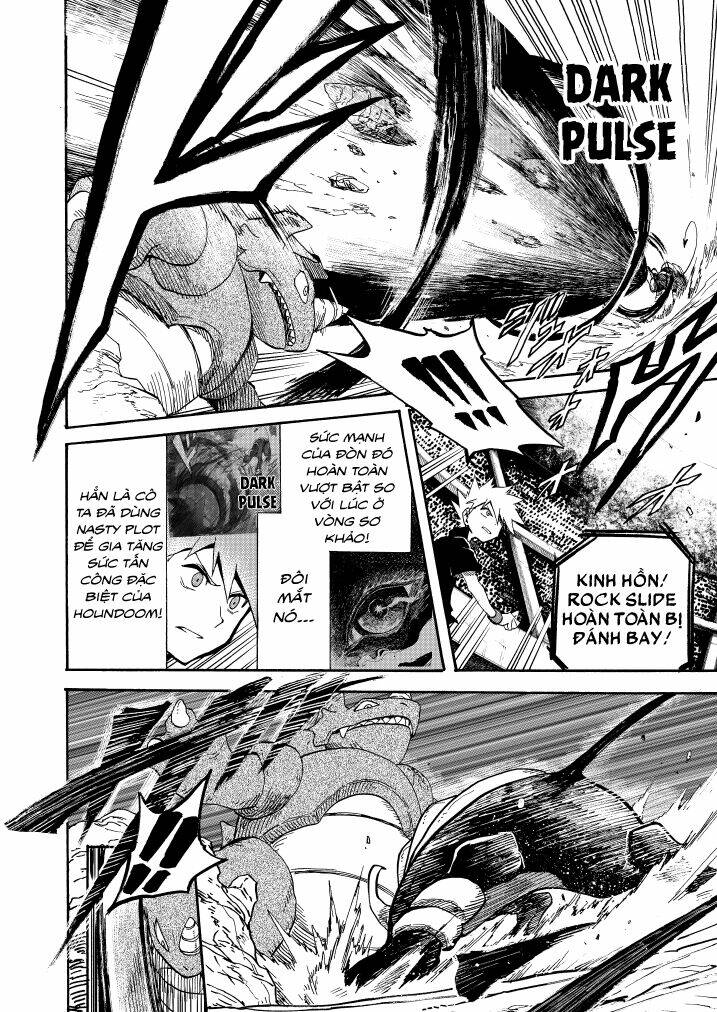 DARK
PULSE
!!!
KINH HỒN!
ROCK SLIDE
HOÀN TOÀN BỊ
ĐÁNH BAY!
SỨC MẠNH
CỦA ĐÒN ĐÓ
HOÀN TOÀN
VƯỢT BẬT SO
VỚI LÚC Ở
VÒNG SƠ
KHẢO!
ĐÔI
MẮT
NÓ...
DARK
PULSE
HẲN LÀ CÔ
TA ĐÃ DÙNG
NASTY PLOT
ĐỂ GIA TĂNG
SỨC TẤN
CÔNG ĐẶC
BIỆT CỦA
HOUNDOOM!
!!!